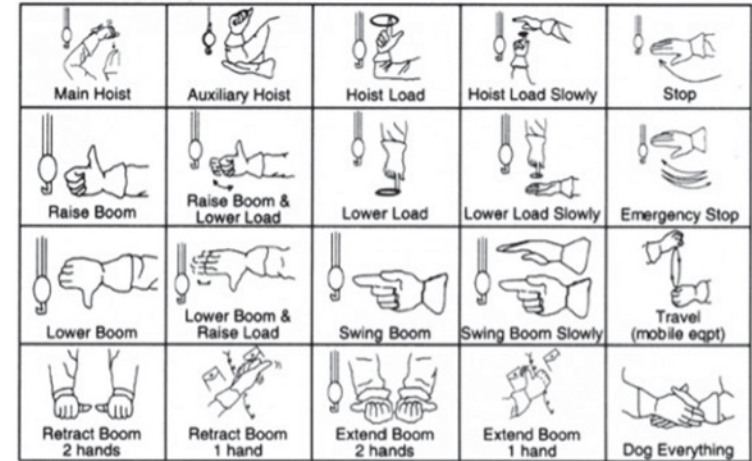 Main Hoist
Auxiliary Hoist
Hoist Load
Hoist Load Slowly
Stop
Raise Boom
Raise Boom &
Lower Load
Lower Load
Lower Load Slowly
Emergency Stop
Lower Boom
Lower Boom &
Raise Load
Swing Boom
Swing Boom Slowly
Travel
(mobile eqpt)
Retract Boom
2 hands
Retract Boom
1 hand
Extend Boom
2 hands
Extend Boom
1 hand
Dog Everything